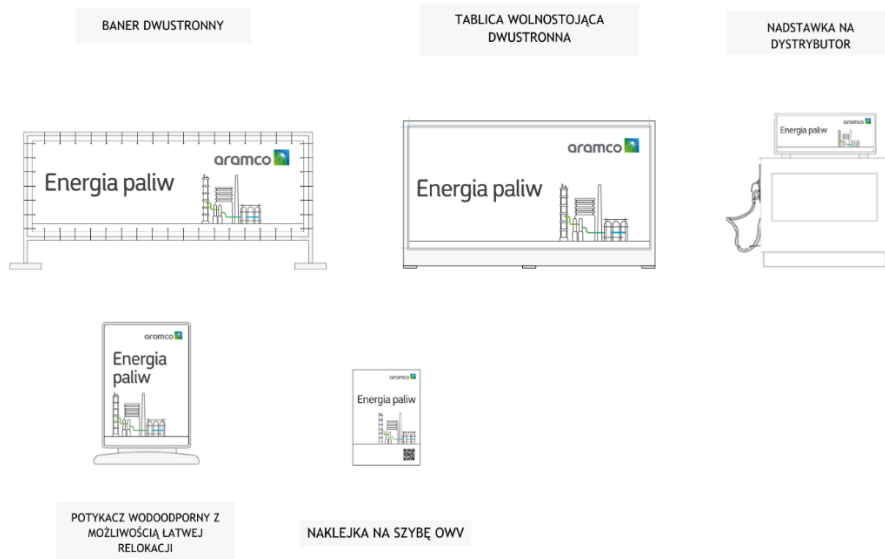 BANER DWUSTRONNY
TABLICA WOLNOSTOJĄCA
DWUSTRONNA
NADSTAWKA NA
DYSTRYBUTOR
aramco
Energia paliw
aramco
Energia paliw
aramco
Energia paliw
aramco
Energia
paliw
aramco
Energia paliw
POTYKACZ WODOODPORNY Z
MOŻLIWOŚCIĄ ŁATWEJ
RELOKACJI
NAKLEJKA NA SZYBĘ OWV